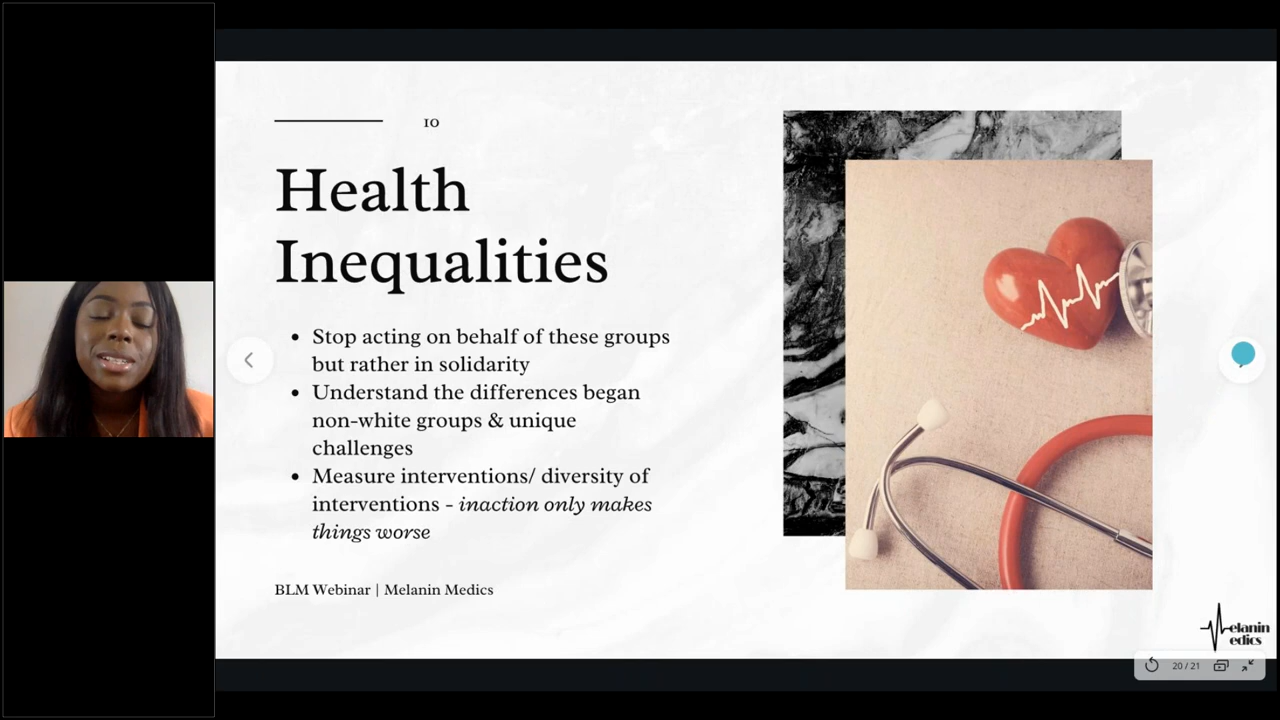 10
Health
Inequalities
Stop acting on behalf of these groups
but rather in solidarity
Understand the differences began
non-white groups & unique
challenges
Measure interventions/ diversity of
interventions - inaction only makes
things worse
BLM Webinar | Melanin Medics
elanin
edics
20 / 21